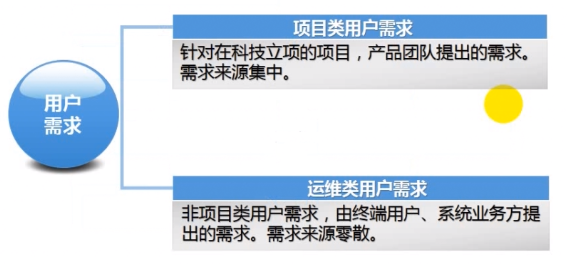 用户
需求
项目类用户需求
针对在科技立项的项目，产品团队提出的需求。
需求来源集中。
运维类用户需求
非项目类用户需求，由终端用户、系统业务方提
出的需求。需求来源零散。